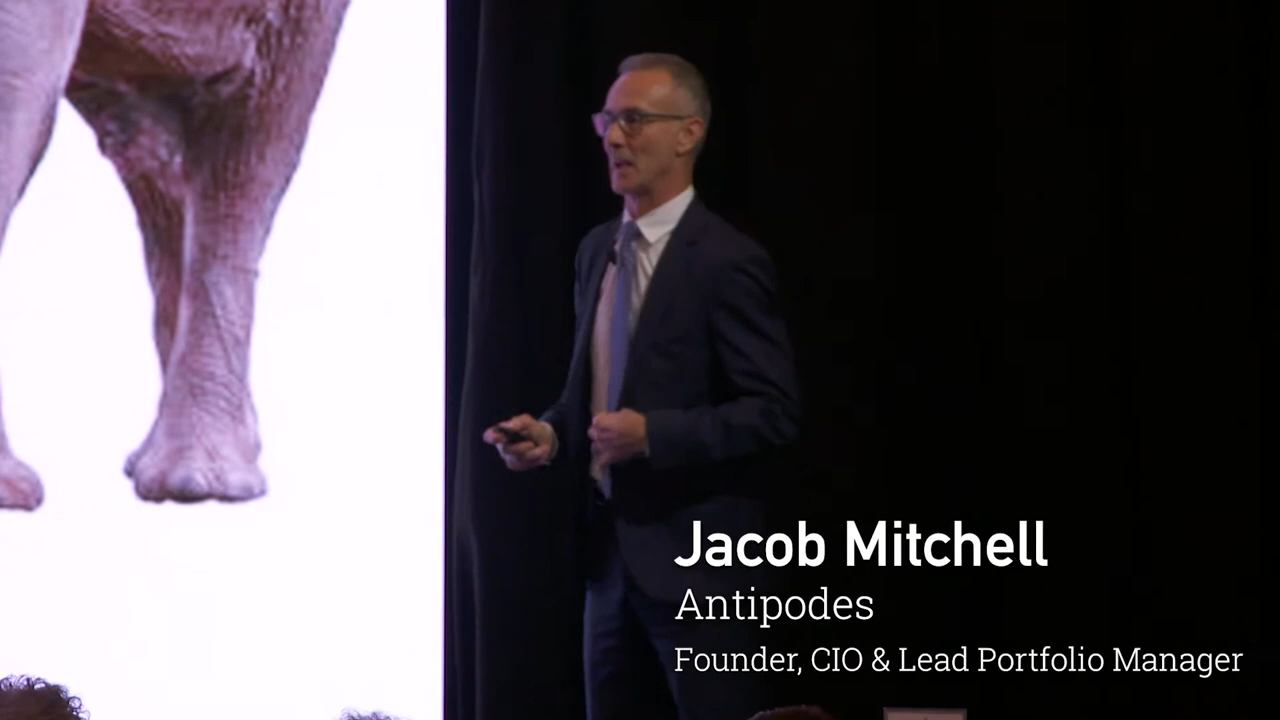 Jacob Mitchell
Antipodes
Founder, CIO & Lead Portfolio Manager